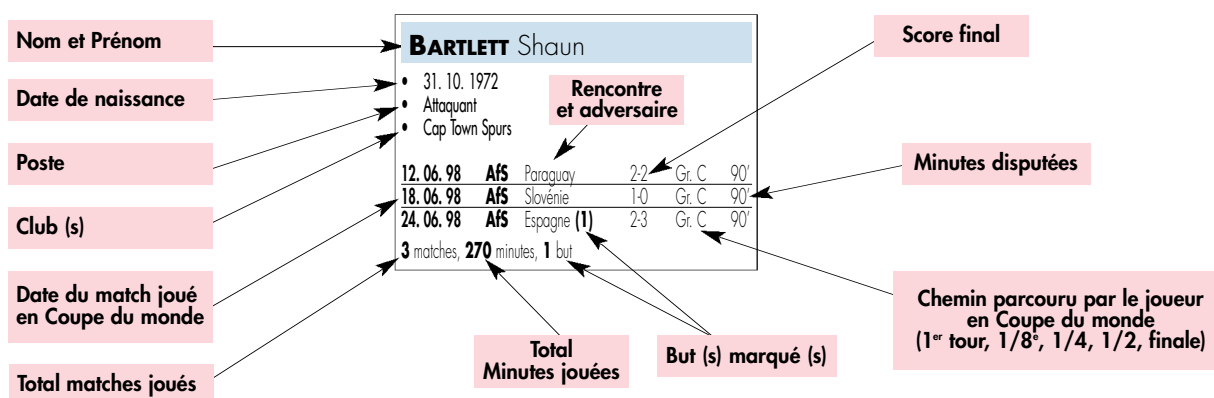 Nom et Prénom
Date de naissance
Poste
Club (s)
Date du match joué
en Coupe du monde
Total matches joués
BARTLETT Shaun
• 31. 10. 1972
• Attaquant
• Cap Town Spurs
Rencontre
et adversaire
12. 06. 98 AfS Paraguay 2-2 Gr. C 90'
18. 06. 98 AfS Slovénie 1-0 Gr. C 90'
24. 06. 98 AfS Espagne (1) 2-3 Gr. C 90'
3 matches, 270 minutes, 1 but
Total
Minutes jouées
But (s) marqué (s)
Score final
Minutes disputées
Chemin parcouru par le joueur
en Coupe du monde
(1er tour, 1/8e, 1/4, 1/2, finale)